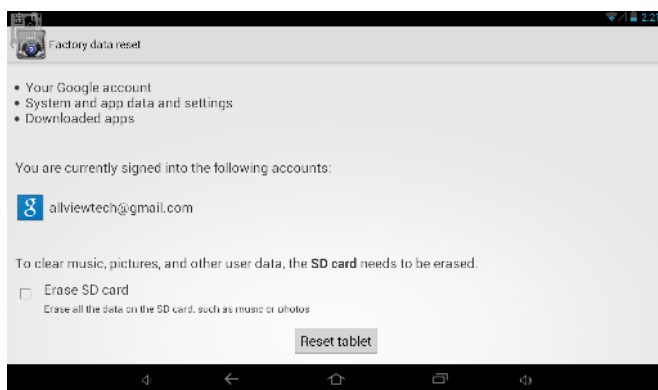 2:21
Factory data reset
• Your Google account
• System and app data and settings
• Downloaded apps
You are currently signed into the following accounts:
allviewtech@gmail.com
To clear music, pictures, and other user data, the SD card needs to be erased.
Erase SD card
Erase all the data on the SD card, such as music or photos
Reset tablet